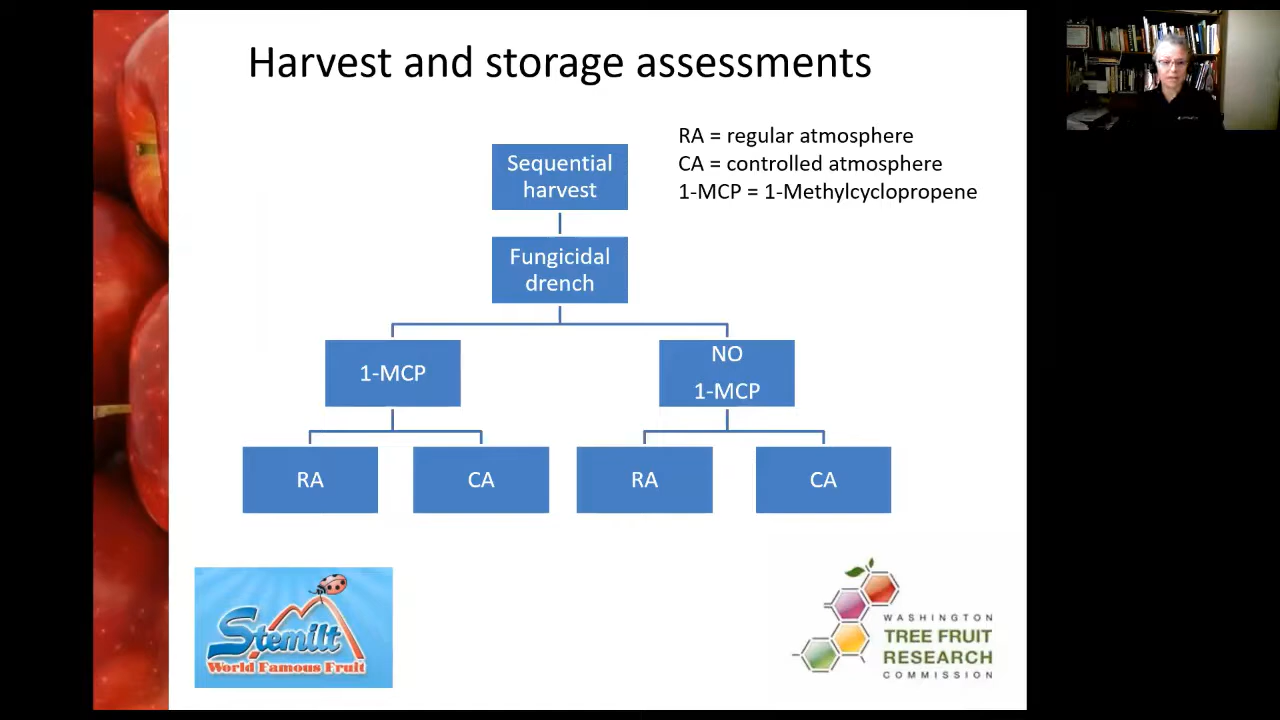 Harvest and storage assessments
RA = regular atmosphere
CA = controlled atmosphere
1-MCP = 1-Methylcyclopropene
Sequential
harvest
Fungicidal
drench
1-MCP
NO
1-MCP
RA
CA
RA
CA
Stemilt
World Famous Fruit
WASHINGTON
TREE FRUIT
RESEARCH
COMMISSION